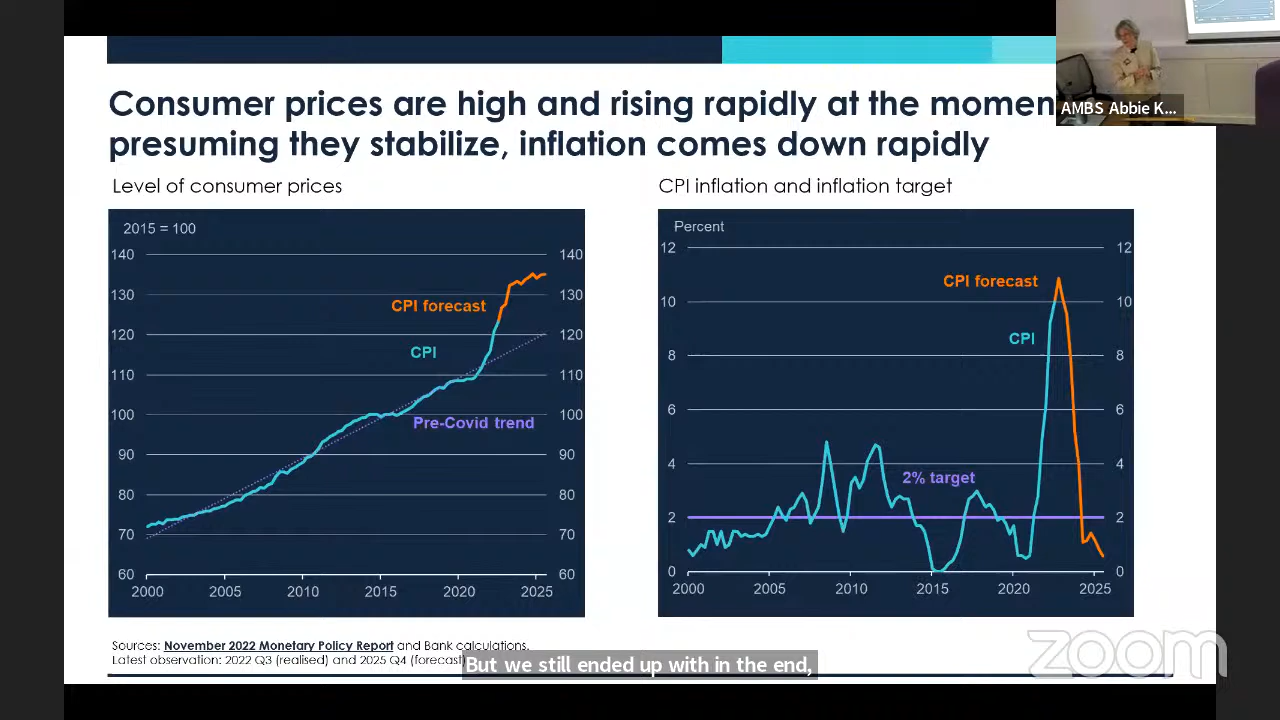 Consumer prices are high and rising rapidly at the momen
presuming they stabilize, inflation comes down rapidly
AMBS Abbie K...
Level of consumer prices
2015 = 100
140 140
130 130
120 120
110 110
100 100
90 90
80 80
70 70
60 60
CPI forecast
CPI
Pre-Covid trend
2000 2005 2010 2015 2020 2025
CPI inflation and inflation target
Percent
12 12
10 10
8 8
6 6
4 4
2 2
0 0
CPI forecast
CPI
2% target
2000 2005 2010 2015 2020 2025
Sources: November 2022 Monetary Policy Report and Bank calculations.
Latest observation: 2022 Q3 (realised) and 2025 Q4 (forecast)
But we still ended up with in the end,
zoom